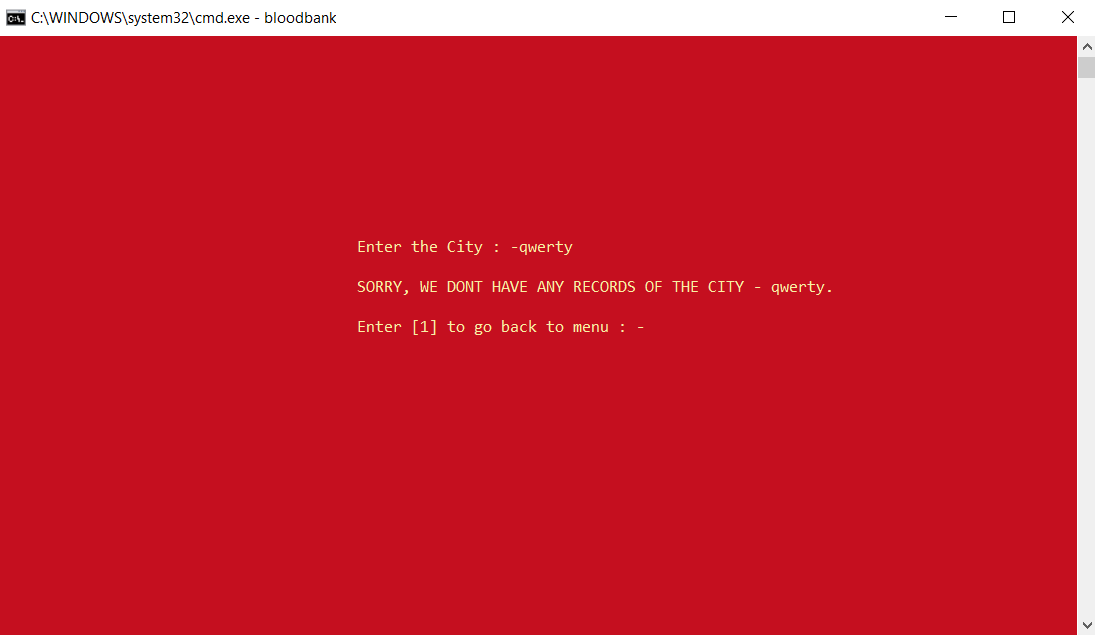 C:\WINDOWS\system32\cmd.exe - bloodbank
Enter the City : -qwerty
SORRY, WE DONT HAVE ANY RECORDS OF THE CITY - qwerty.
Enter [1] to go back to menu : -